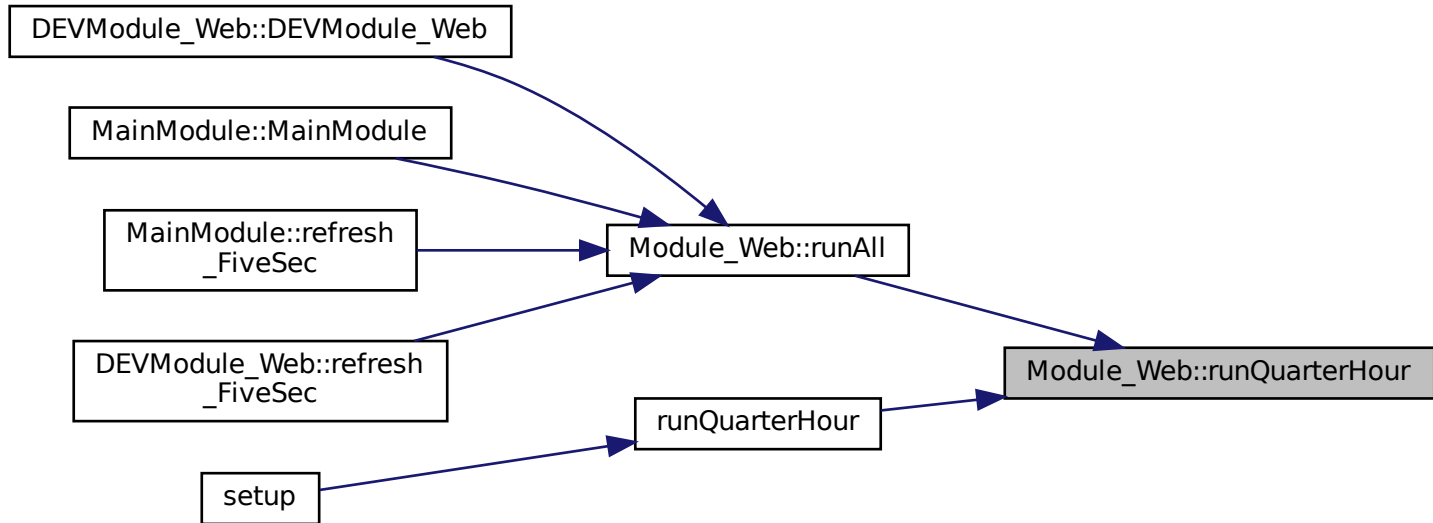 DEVModule_Web::DEVModule_Web
MainModule::MainModule
MainModule::refresh
_FiveSec
Module_Web::runAll
DEVModule_Web::refresh
_FiveSec
Module_Web::runQuarterHour
runQuarterHour
setup